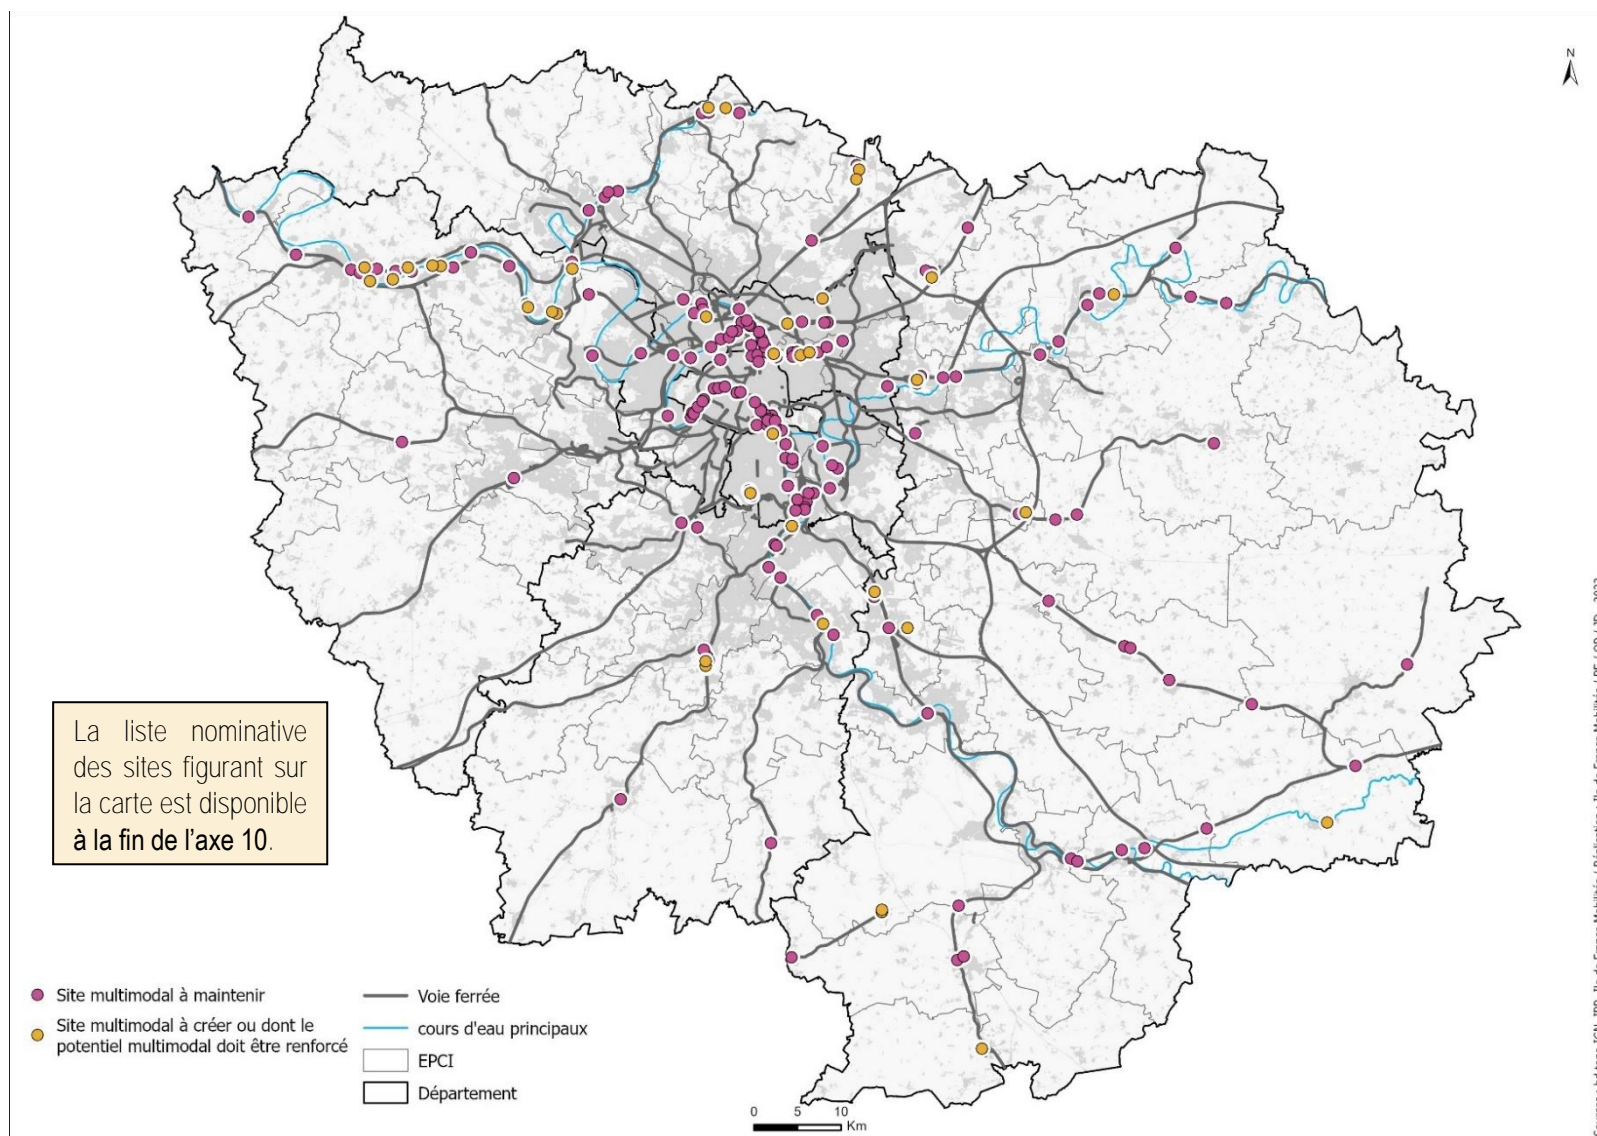 N
La liste nominative
des sites figurant sur
la carte est disponible
à la fin de l'axe 10.
Site multimodal à maintenir
Site multimodal à créer ou dont le
potentiel multimodal doit être renforcé
Voie ferrée
cours d'eau principaux
EPCI
Département
0 5 10
Km